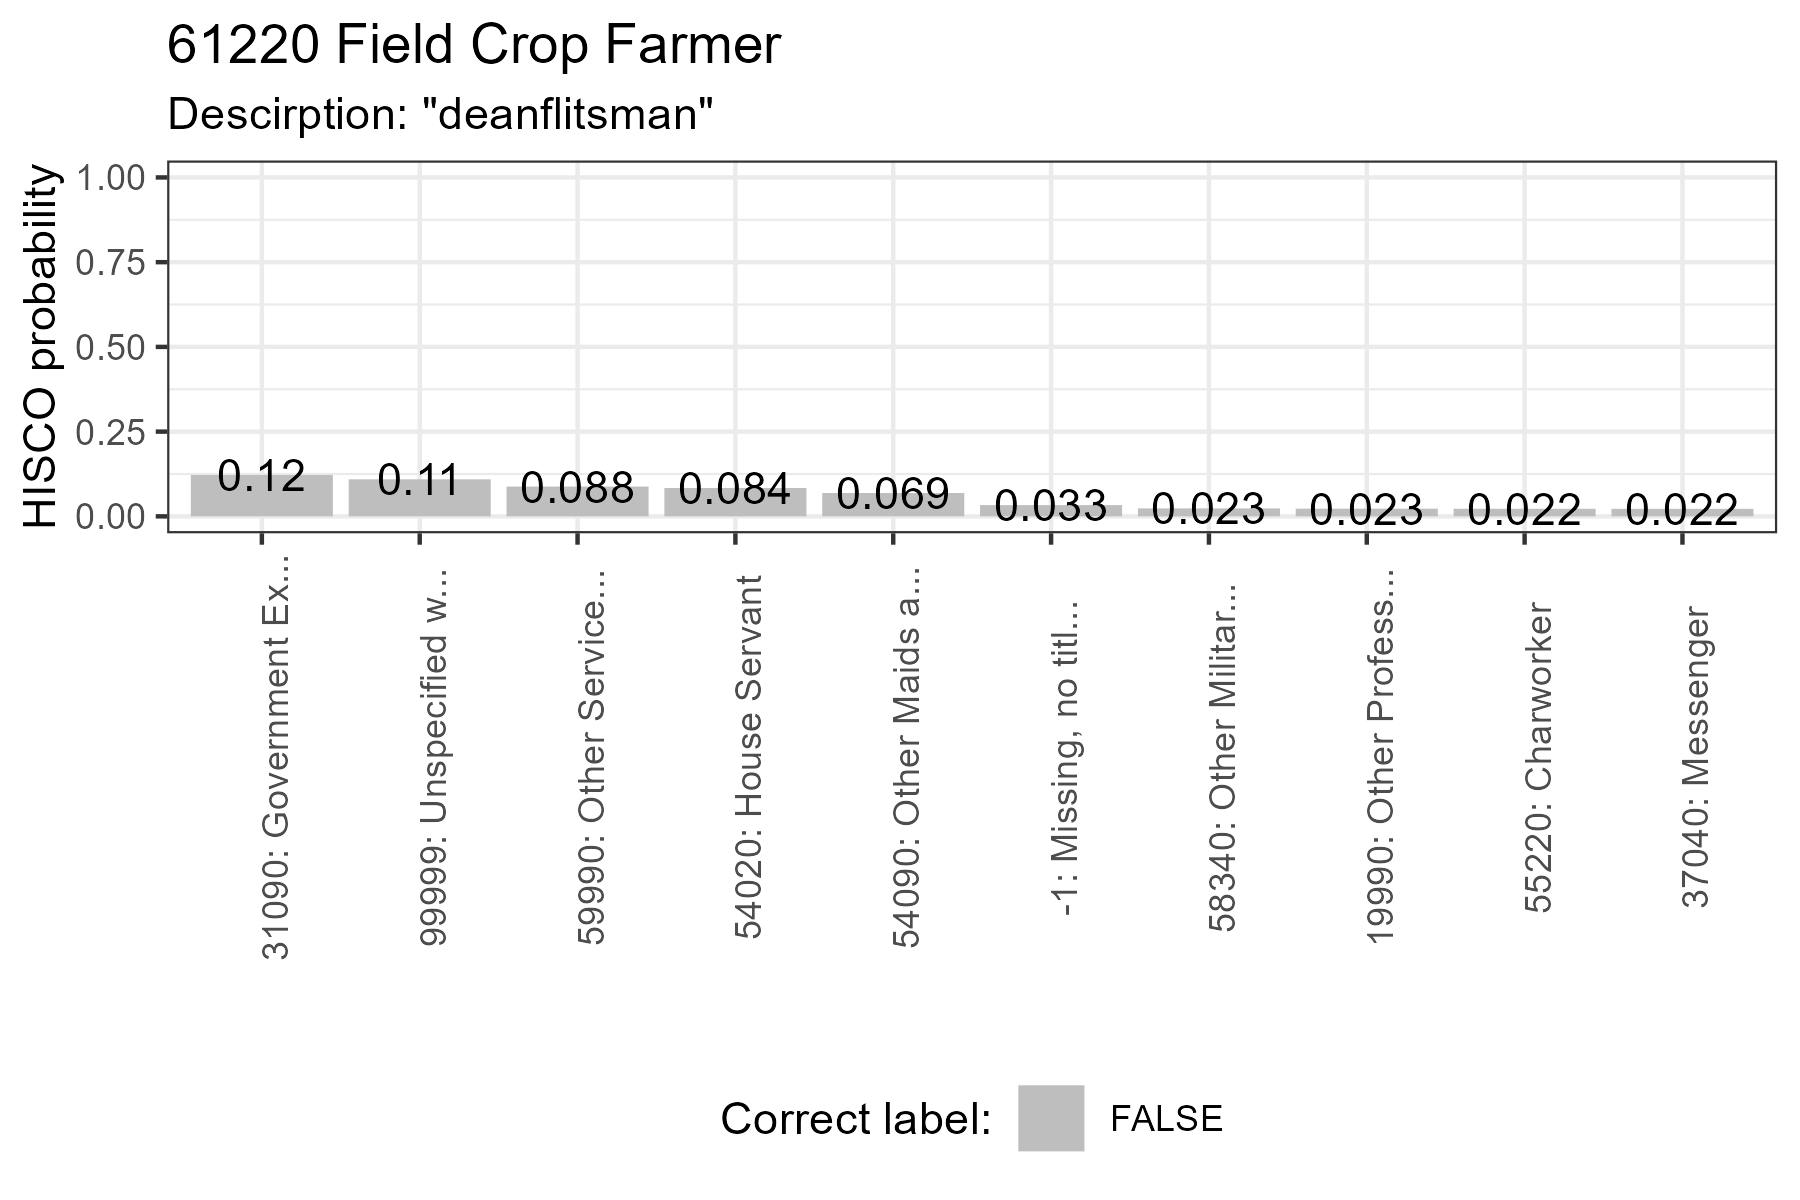 61220 Field Crop Farmer
Descirption: "deanflitsman"
HISCO probability
1.00
0.75
0.50
0.25
0.00
0.12
0.11
0.088
0.084
0.069
0.033
0.023
0.023
0.022
0.022
31090: Government Ex...
99999: Unspecified w...
59990: Other Service...
54020: House Servant
54090: Other Maids a...
-1: Missing, no titl...
58340: Other Militar...
19990: Other Profess...
55220: Charworker
37040: Messenger
Correct label:
FALSE